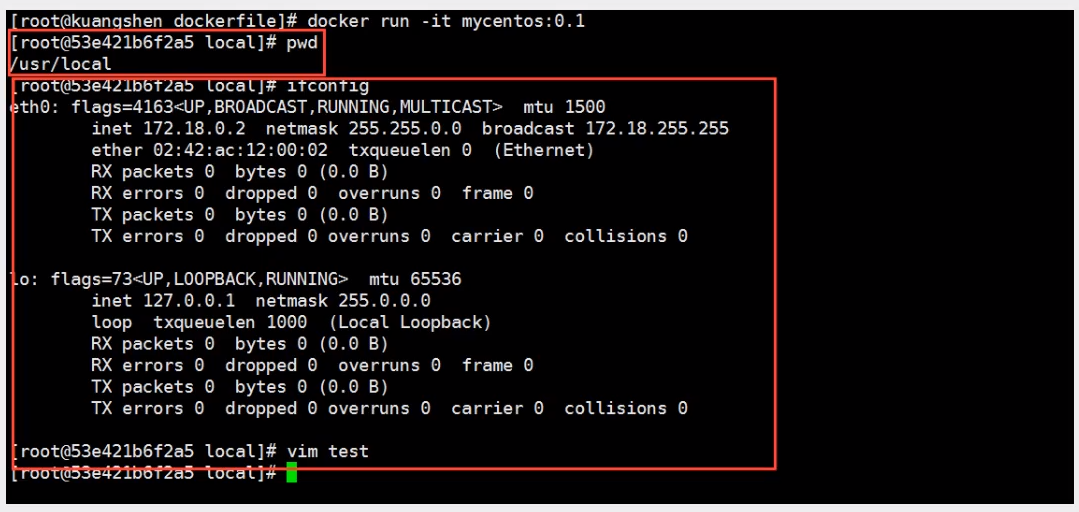 [root@kuangshen dockerfile]# docker run -it mycentos:0.1
[root@53e421b6f2a5 local]# pwd
/usr/local
[root@53e421b6f2a5 local]# ifconfig
eth0: flags=4163<UP,BROADCAST,RUNNING,MULTICAST>  mtu 1500
        inet 172.18.0.2  netmask 255.255.0.0  broadcast 172.18.255.255
        ether 02:42:ac:12:00:02  txqueuelen 0  (Ethernet)
        RX packets 0  bytes 0 (0.0 B)
        RX errors 0  dropped 0  overruns 0  frame 0
        TX packets 0  bytes 0 (0.0 B)
        TX errors 0  dropped 0 overruns 0  carrier 0  collisions 0
lo: flags=73<UP,LOOPBACK,RUNNING>  mtu 65536
        inet 127.0.0.1  netmask 255.0.0.0
        loop  txqueuelen 1000  (Local Loopback)
        RX packets 0  bytes 0 (0.0 B)
        RX errors 0  dropped 0  overruns 0  frame 0
        TX packets 0  bytes 0 (0.0 B)
        TX errors 0  dropped 0 overruns 0  carrier 0  collisions 0
[root@53e421b6f2a5 local]# vim test
[root@53e421b6f2a5 local]#